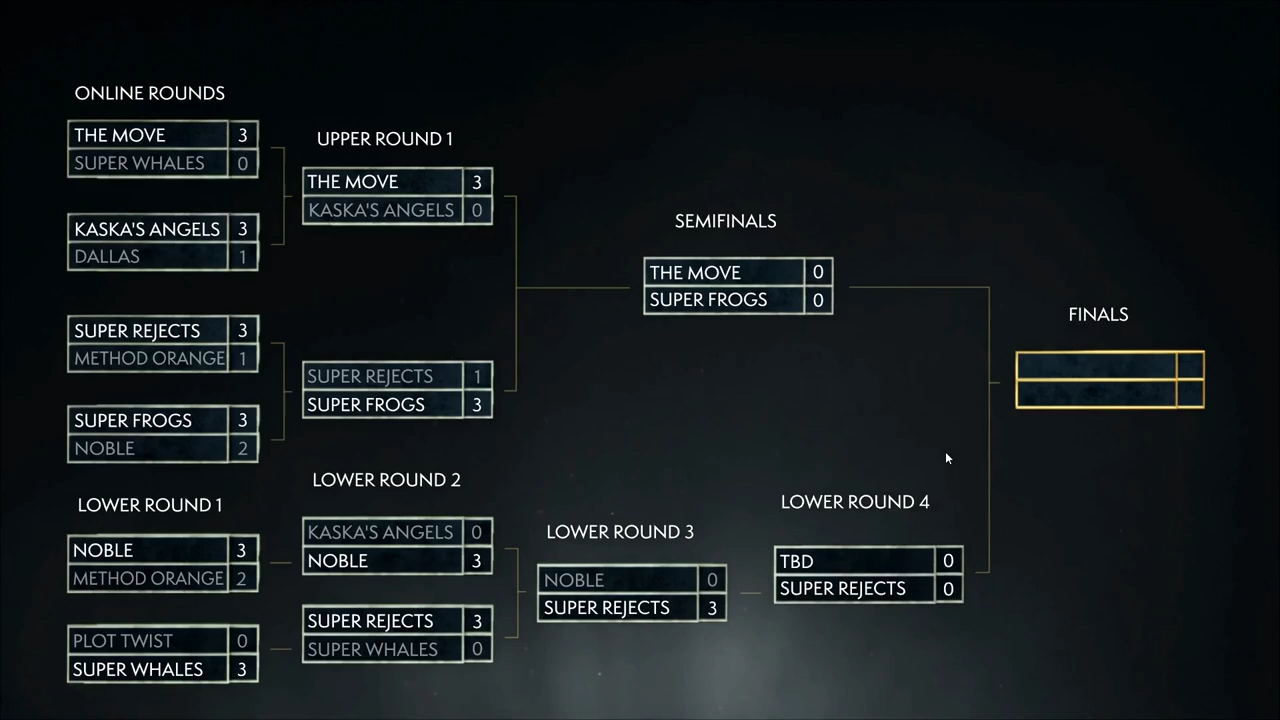 ONLINE ROUNDS
THE MOVE 3
SUPER WHALES 0
KASKA'S ANGELS 3
DALLAS 1
SUPER REJECTS 3
METHOD ORANGE 1
SUPER FROGS 3
NOBLE 2
UPPER ROUND 1
THE MOVE 3
KASKA'S ANGELS 0
SUPER REJECTS 1
SUPER FROGS 3
SEMIFINALS
THE MOVE 0
SUPER FROGS 0
FINALS
LOWER ROUND 1
NOBLE 3
METHOD ORANGE 2
PLOT TWIST 0
SUPER WHALES 3
LOWER ROUND 2
KASKA'S ANGELS 0
NOBLE 3
SUPER REJECTS 3
SUPER WHALES 0
LOWER ROUND 3
NOBLE 0
SUPER REJECTS 3
LOWER ROUND 4
TBD 0
SUPER REJECTS 0